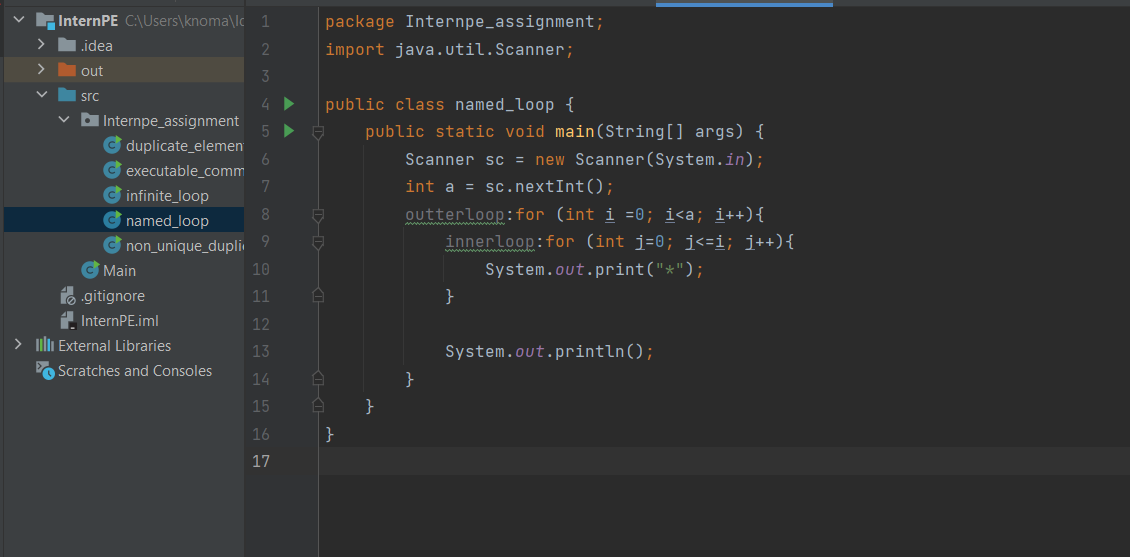 InternPE C:\Users\knoma\Id
.idea
out
src
Internpe_assignment
duplicate_elemen
executable_comm
infinite_loop
named_loop
non_unique_dupli
Main
.gitignore
InternPE.iml
External Libraries
Scratches and Consoles
1 package Internpe_assignment;
2 import java.util.Scanner;
3
4 public class named_loop {
5 public static void main(String[] args) {
6 Scanner sc = new Scanner(System.in);
7 int a = sc.nextInt();
8 outterloop:for (int i =0; i<a; i++){
9 innerloop:for (int j=0; j<=i; j++){
10 System.out.print("*");
11 }
12
13 System.out.println();
14 }
15 }
16 }
17